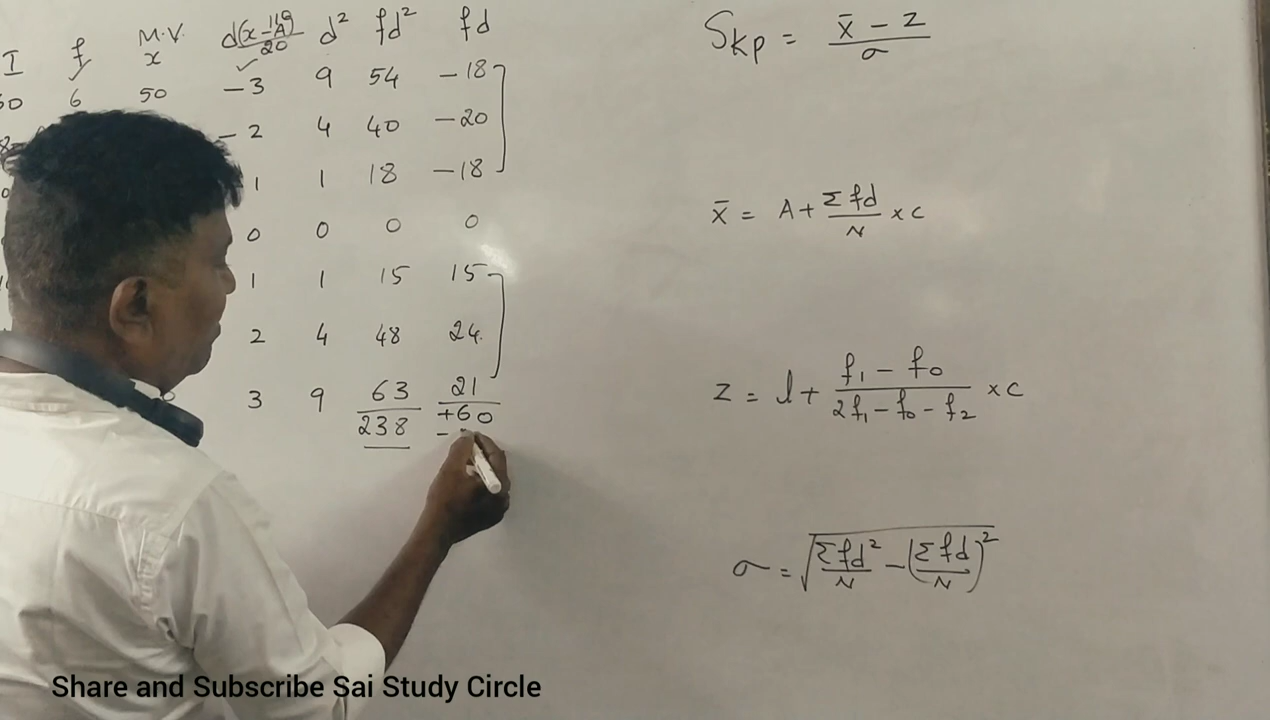 I f M.V. x d(x-A)/20 110 d² fd² fd
6 50 -3 9 54 -18
-2 4 40 -20
1 1 18 -18
0 0 0 0
1 1 15 15
2 4 48 24
3 9 63 21
238 +60
-
Skp = x̄ - z / σ
x̄ = A + Σfd/N × c
z = l + f₁ - f₀ / 2f₁ - f₀ - f₂ × c
σ = √Σfd²/N - (Σfd/N)²
Share and Subscribe Sai Study Circle